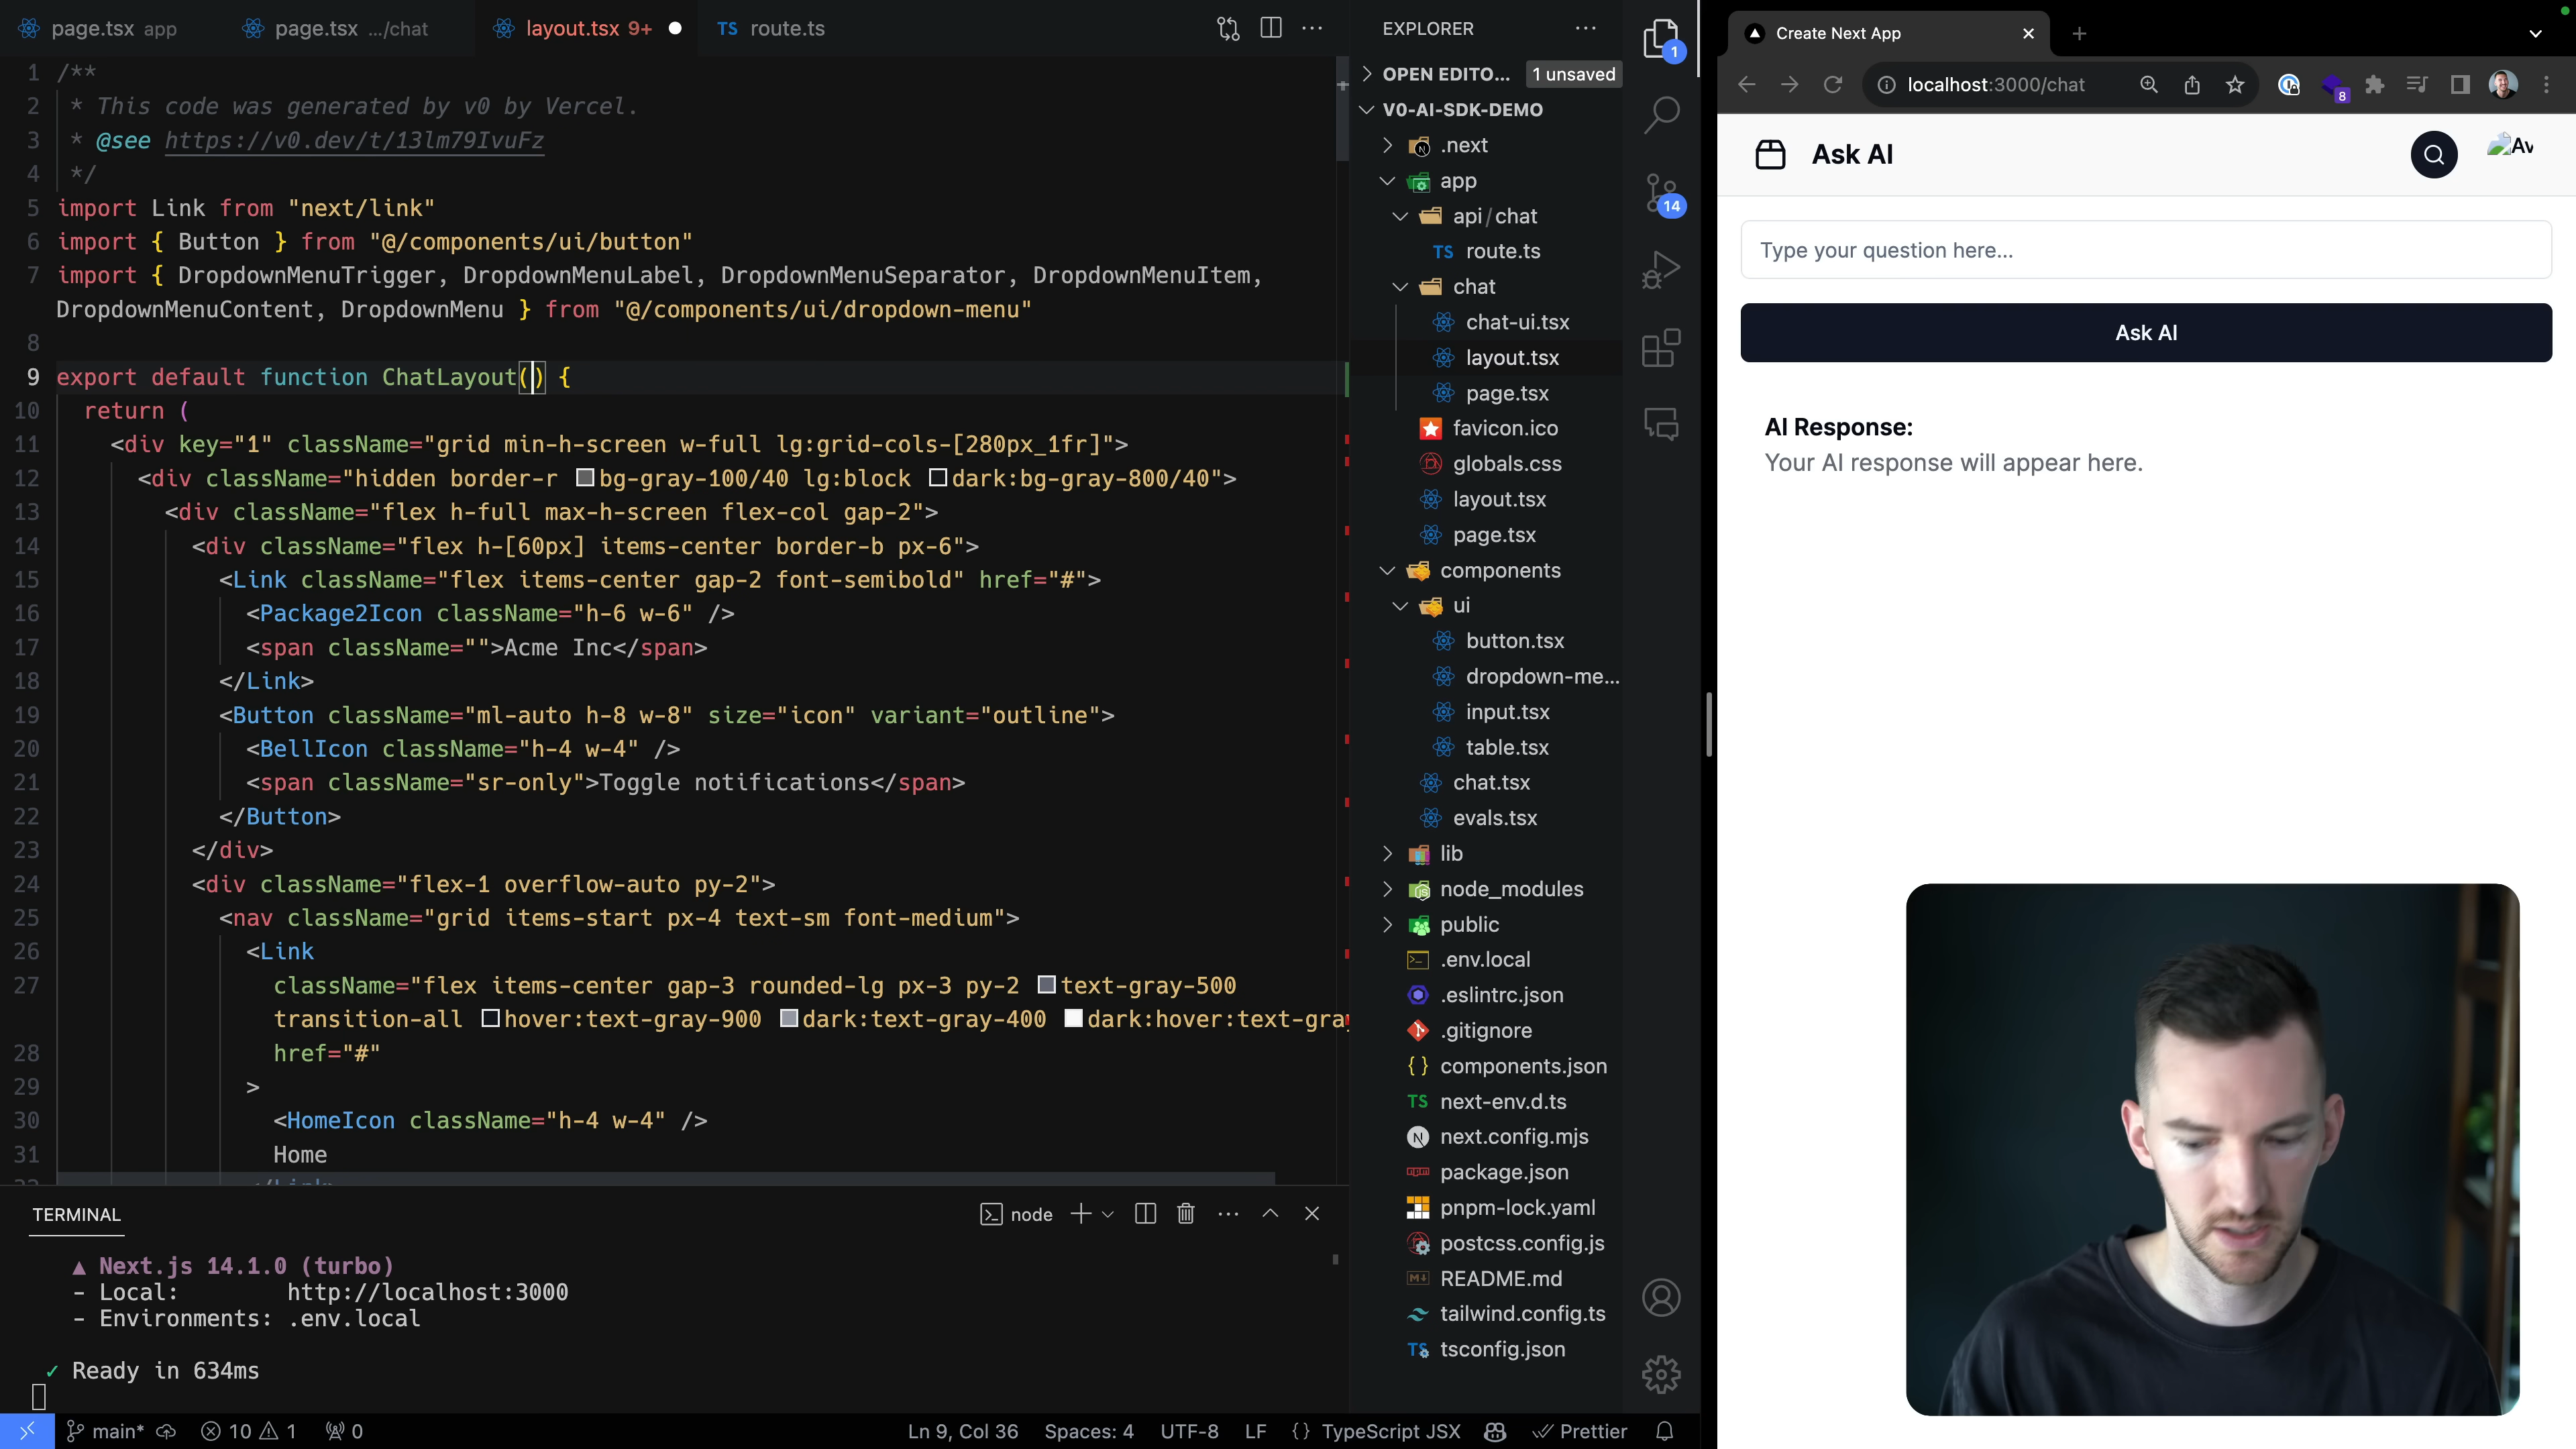 page.tsx app
page.tsx .../chat
layout.tsx 9+
TS route.ts
1 /**
2 * This code was generated by v0 by Vercel.
3 * @see https://v0.dev/t/13lm79IvuFz
4 */
5 import Link from "next/link"
6 import { Button } from "@/components/ui/button"
7 import { DropdownMenuTrigger, DropdownMenuLabel, DropdownMenuSeparator, DropdownMenuItem,
DropdownMenuContent, DropdownMenu } from "@/components/ui/dropdown-menu"
8
9 export default function ChatLayout() {
10 return (
11 <div key="1" className="grid min-h-screen w-full lg:grid-cols-[280px_1fr]">
12 <div className="hidden border-r bg-gray-100/40 lg:block dark:bg-gray-800/40">
13 <div className="flex h-full max-h-screen flex-col gap-2">
14 <div className="flex h-[60px] items-center border-b px-6">
15 <Link className="flex items-center gap-2 font-semibold" href="#">
16 <Package2Icon className="h-6 w-6" />
17 <span className="">Acme Inc</span>
18 </Link>
19 <Button className="ml-auto h-8 w-8" size="icon" variant="outline">
20 <BellIcon className="h-4 w-4" />
21 <span className="sr-only">Toggle notifications</span>
22 </Button>
23 </div>
24 <div className="flex-1 overflow-auto py-2">
25 <nav className="grid items-start px-4 text-sm font-medium">
26 <Link
27 className="flex items-center gap-3 rounded-lg px-3 py-2 text-gray-500
transition-all hover:text-gray-900 dark:text-gray-400 dark:hover:text-gra
28 href="#"
29 >
30 <HomeIcon className="h-4 w-4" />
31 Home
TERMINAL
node
▲ Next.js 14.1.0 (turbo)
- Local: http://localhost:3000
- Environments: .env.local
✓ Ready in 634ms
main* 10 1 0
Ln 9, Col 36 Spaces: 4 UTF-8 LF {} TypeScript JSX Prettier
EXPLORER
OPEN EDITO... 1 unsaved
V0-AI-SDK-DEMO
.next
app
api/chat
TS route.ts
chat
chat-ui.tsx
layout.tsx
page.tsx
favicon.ico
globals.css
layout.tsx
page.tsx
components
ui
button.tsx
dropdown-me...
input.tsx
table.tsx
chat.tsx
evals.tsx
lib
node_modules
public
.env.local
.eslintrc.json
.gitignore
components.json
TS next-env.d.ts
next.config.mjs
package.json
pnpm-lock.yaml
postcss.config.js
README.md
tailwind.config.ts
tsconfig.json
1
14
Create Next App
localhost:3000/chat
8
Ask AI
Av
Type your question here...
Ask AI
AI Response:
Your AI response will appear here.